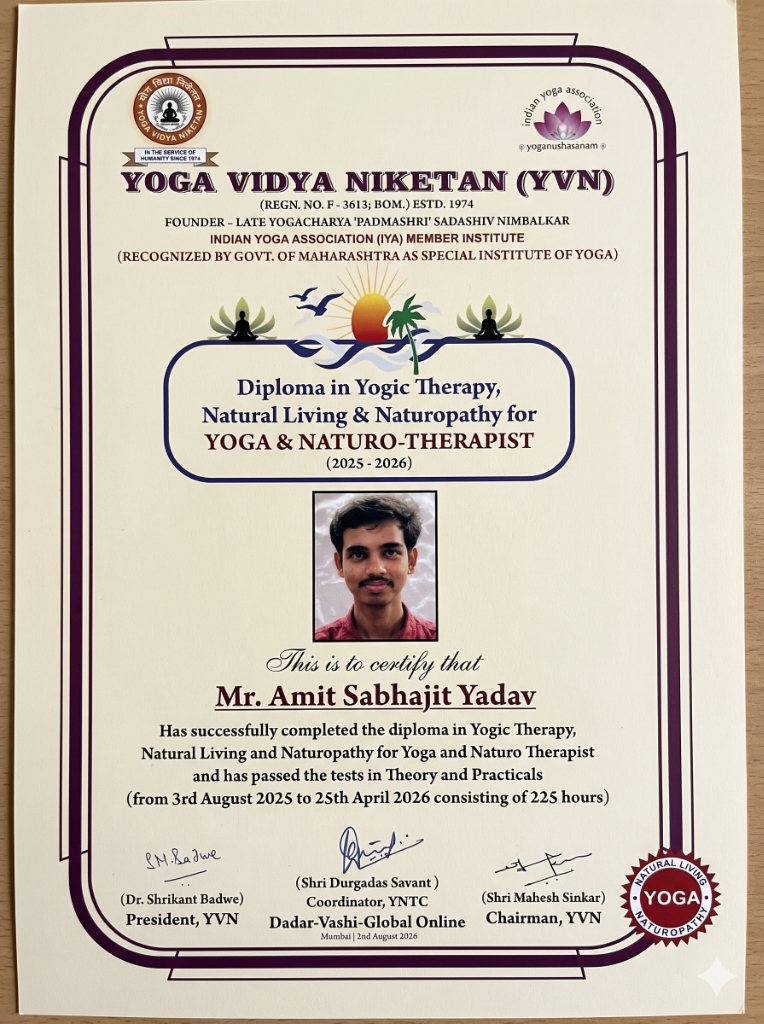 योग विद्या निकेतन
YOGA VIDYA NIKETAN
IN THE SERVICE OF
HUMANITY SINCE 1974
indian yoga association
yoganushasanam
YOGA VIDYA NIKETAN (YVN)
(REGN. NO. F - 3613; BOM.) ESTD. 1974
FOUNDER – LATE YOGACHARYA 'PADMASHRI' SADASHIV NIMBALKAR
INDIAN YOGA ASSOCIATION (IYA) MEMBER INSTITUTE
(RECOGNIZED BY GOVT. OF MAHARASHTRA AS SPECIAL INSTITUTE OF YOGA)
Diploma in Yogic Therapy,
Natural Living & Naturopathy for
YOGA & NATURO-THERAPIST
(2025 - 2026)
This is to certify that
Mr. Amit Sabhajit Yadav
Has successfully completed the diploma in Yogic Therapy,
Natural Living and Naturopathy for Yoga and Naturo Therapist
and has passed the tests in Theory and Practicals
(from 3rd August 2025 to 25th April 2026 consisting of 225 hours)
S.M.Badwe
(Dr. Shrikant Badwe)
President, YVN
(Shri Durgadas Savant )
Coordinator, YNTC
Dadar-Vashi-Global Online
Mumbai | 2nd August 2026
(Shri Mahesh Sinkar)
Chairman, YVN
NATURAL LIVING
YOGA
NATUROPATHY